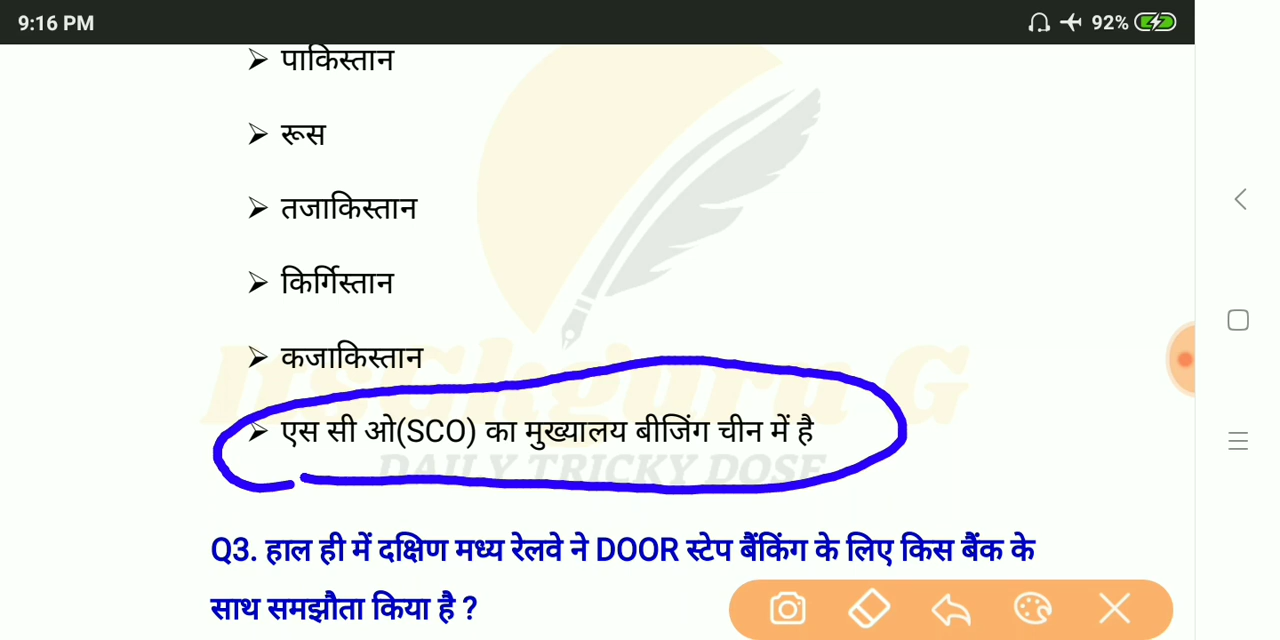 9:16 PM 92%
➢ पाकिस्तान
➢ रूस
➢ तजाकिस्तान
➢ किर्गिस्तान
➢ कजाकिस्तान
➢ एस सी ओ(SCO) का मुख्यालय बीजिंग चीन में है
DAILY TRICKY DOSE
Q3. हाल ही में दक्षिण मध्य रेलवे ने DOOR स्टेप बैंकिंग के लिए किस बैंक के
साथ समझौता किया है ?